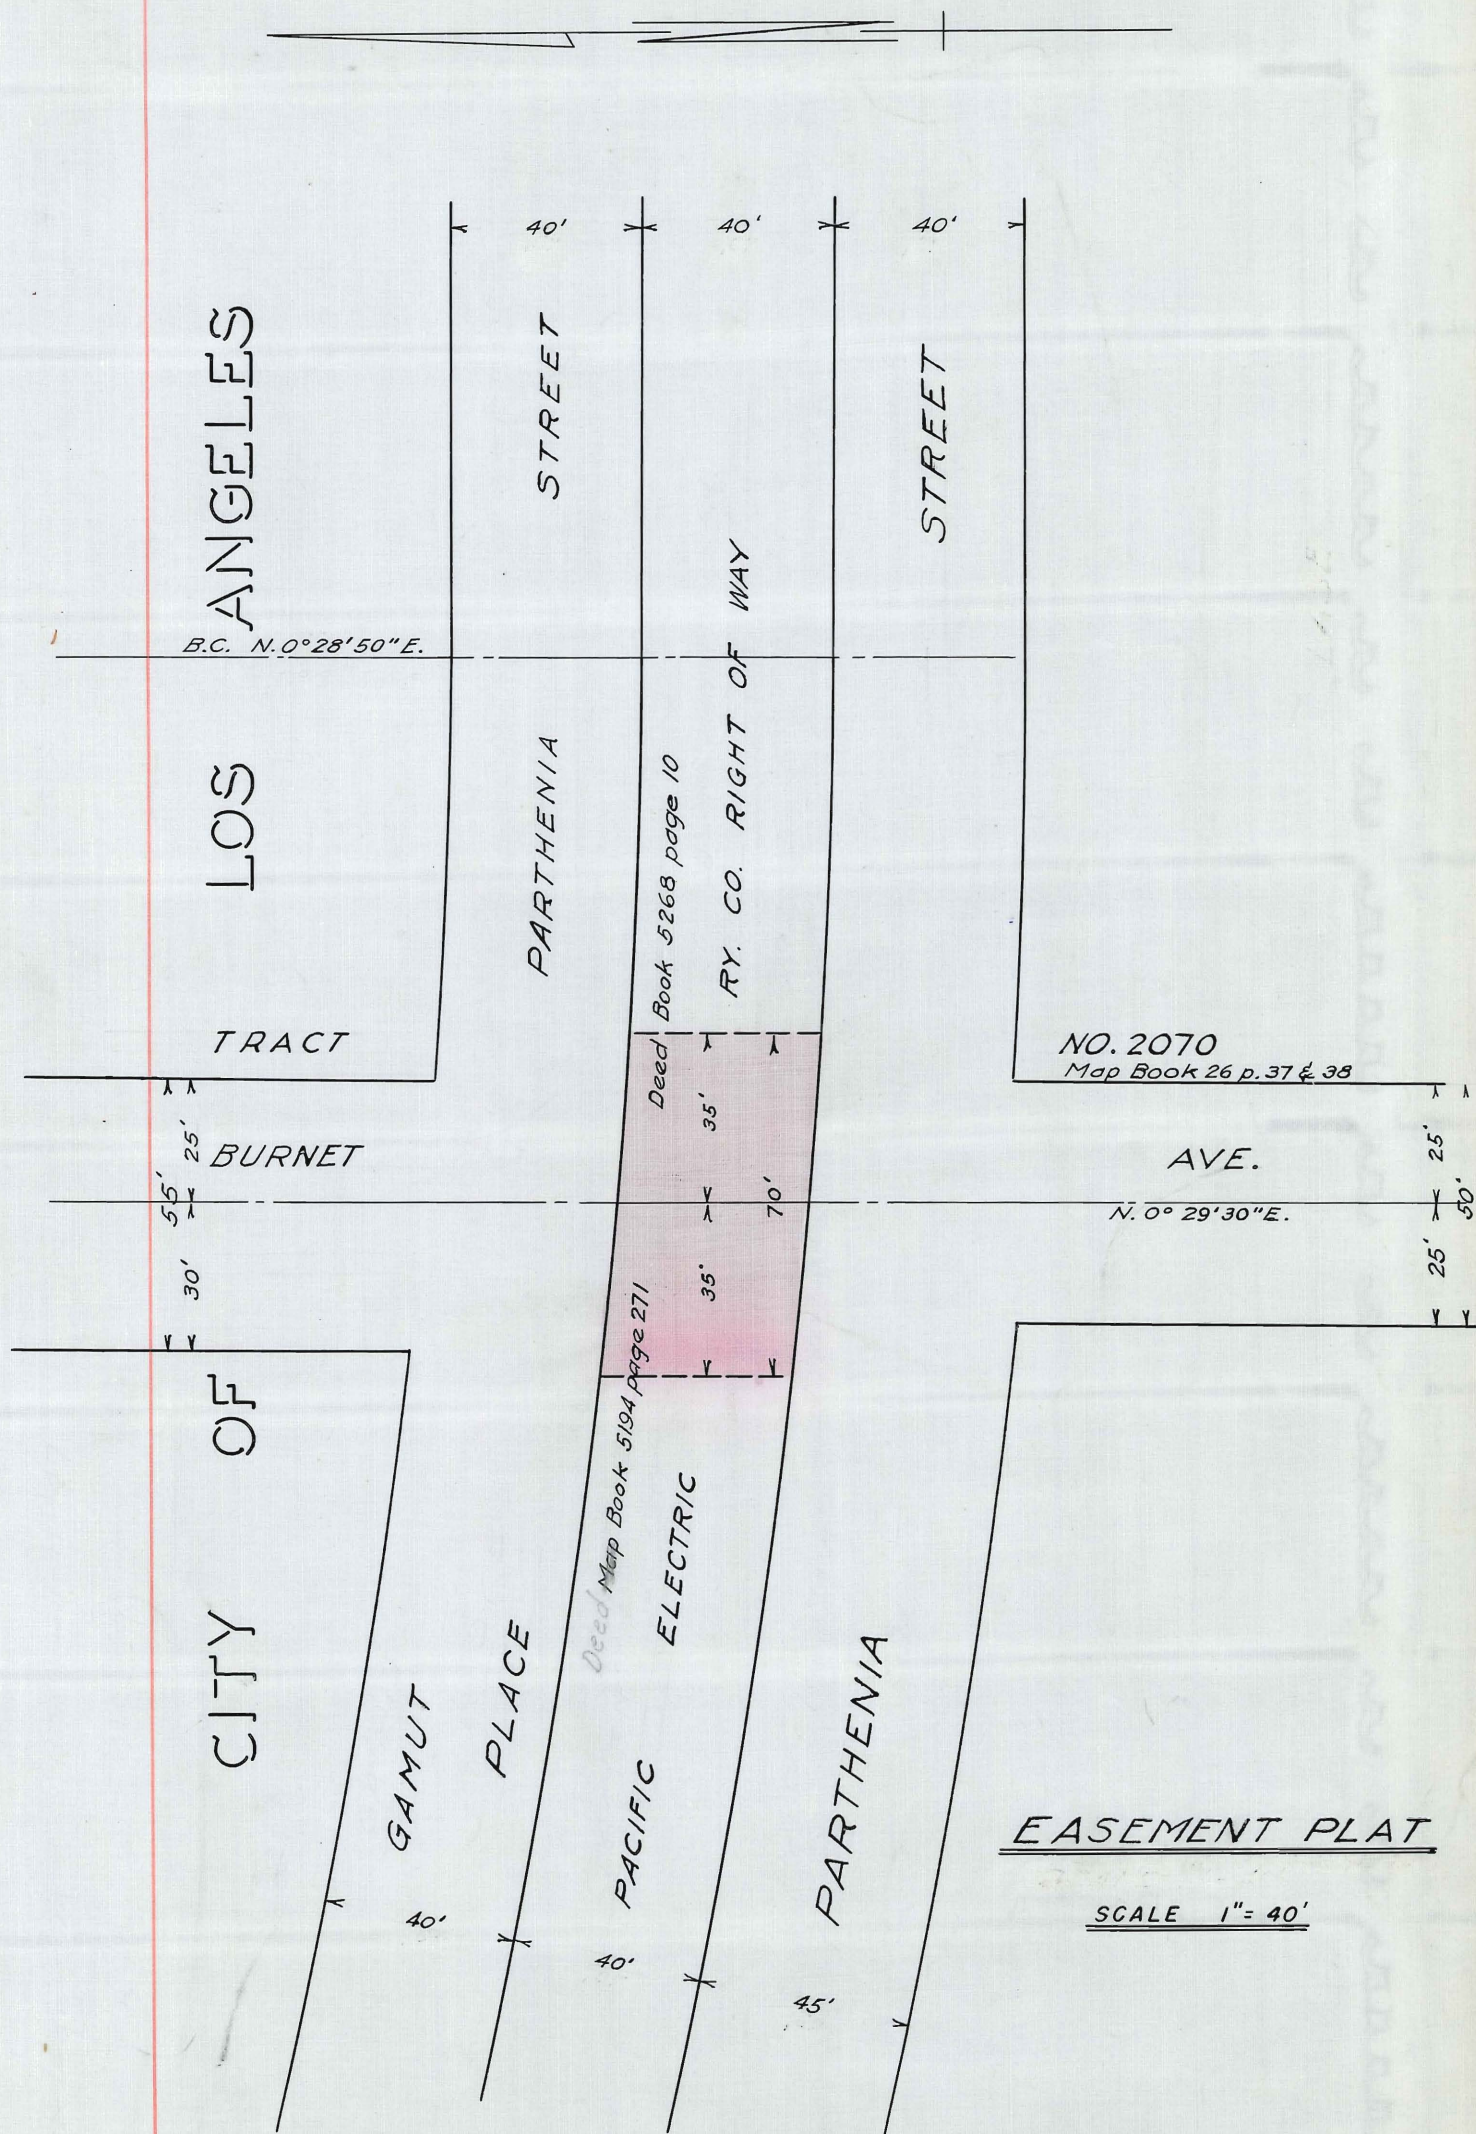 40'
40'
40'
STREET
STREET
CITY OF LOS ANGELES
B.C. N. 0°28'50"E.
PARTHENIA
Deed Book 5268 page 10
RY. CO. RIGHT OF WAY
TRACT
NO. 2070
Map Book 26 p. 37 & 38
25'
55'
30'
BURNET
AVE.
N. 0° 29'30"E.
35'
70'
35'
25'
50'
25'
Deed Map Book 5194 page 271
PACIFIC ELECTRIC
GAMUT PLACE
PARTHENIA
40'
40'
45'
EASEMENT PLAT
SCALE 1"= 40'